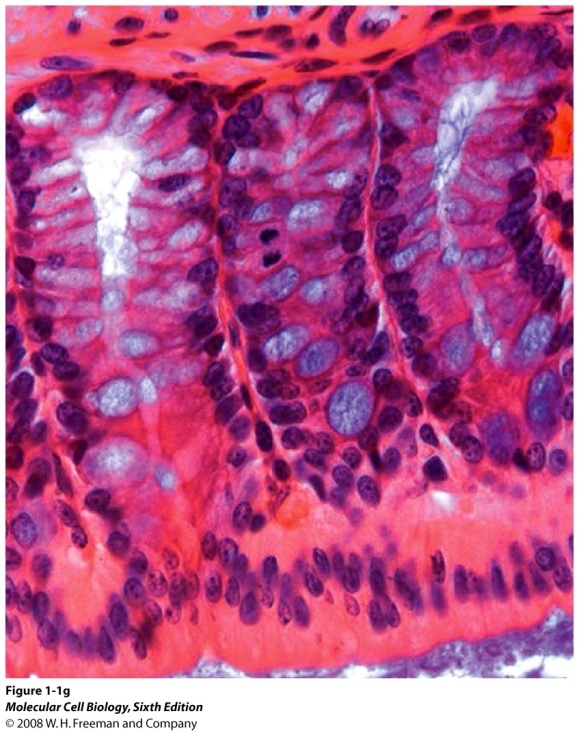 Figure 1-1g
Molecular Cell Biology, Sixth Edition
© 2008 W. H. Freeman and Company